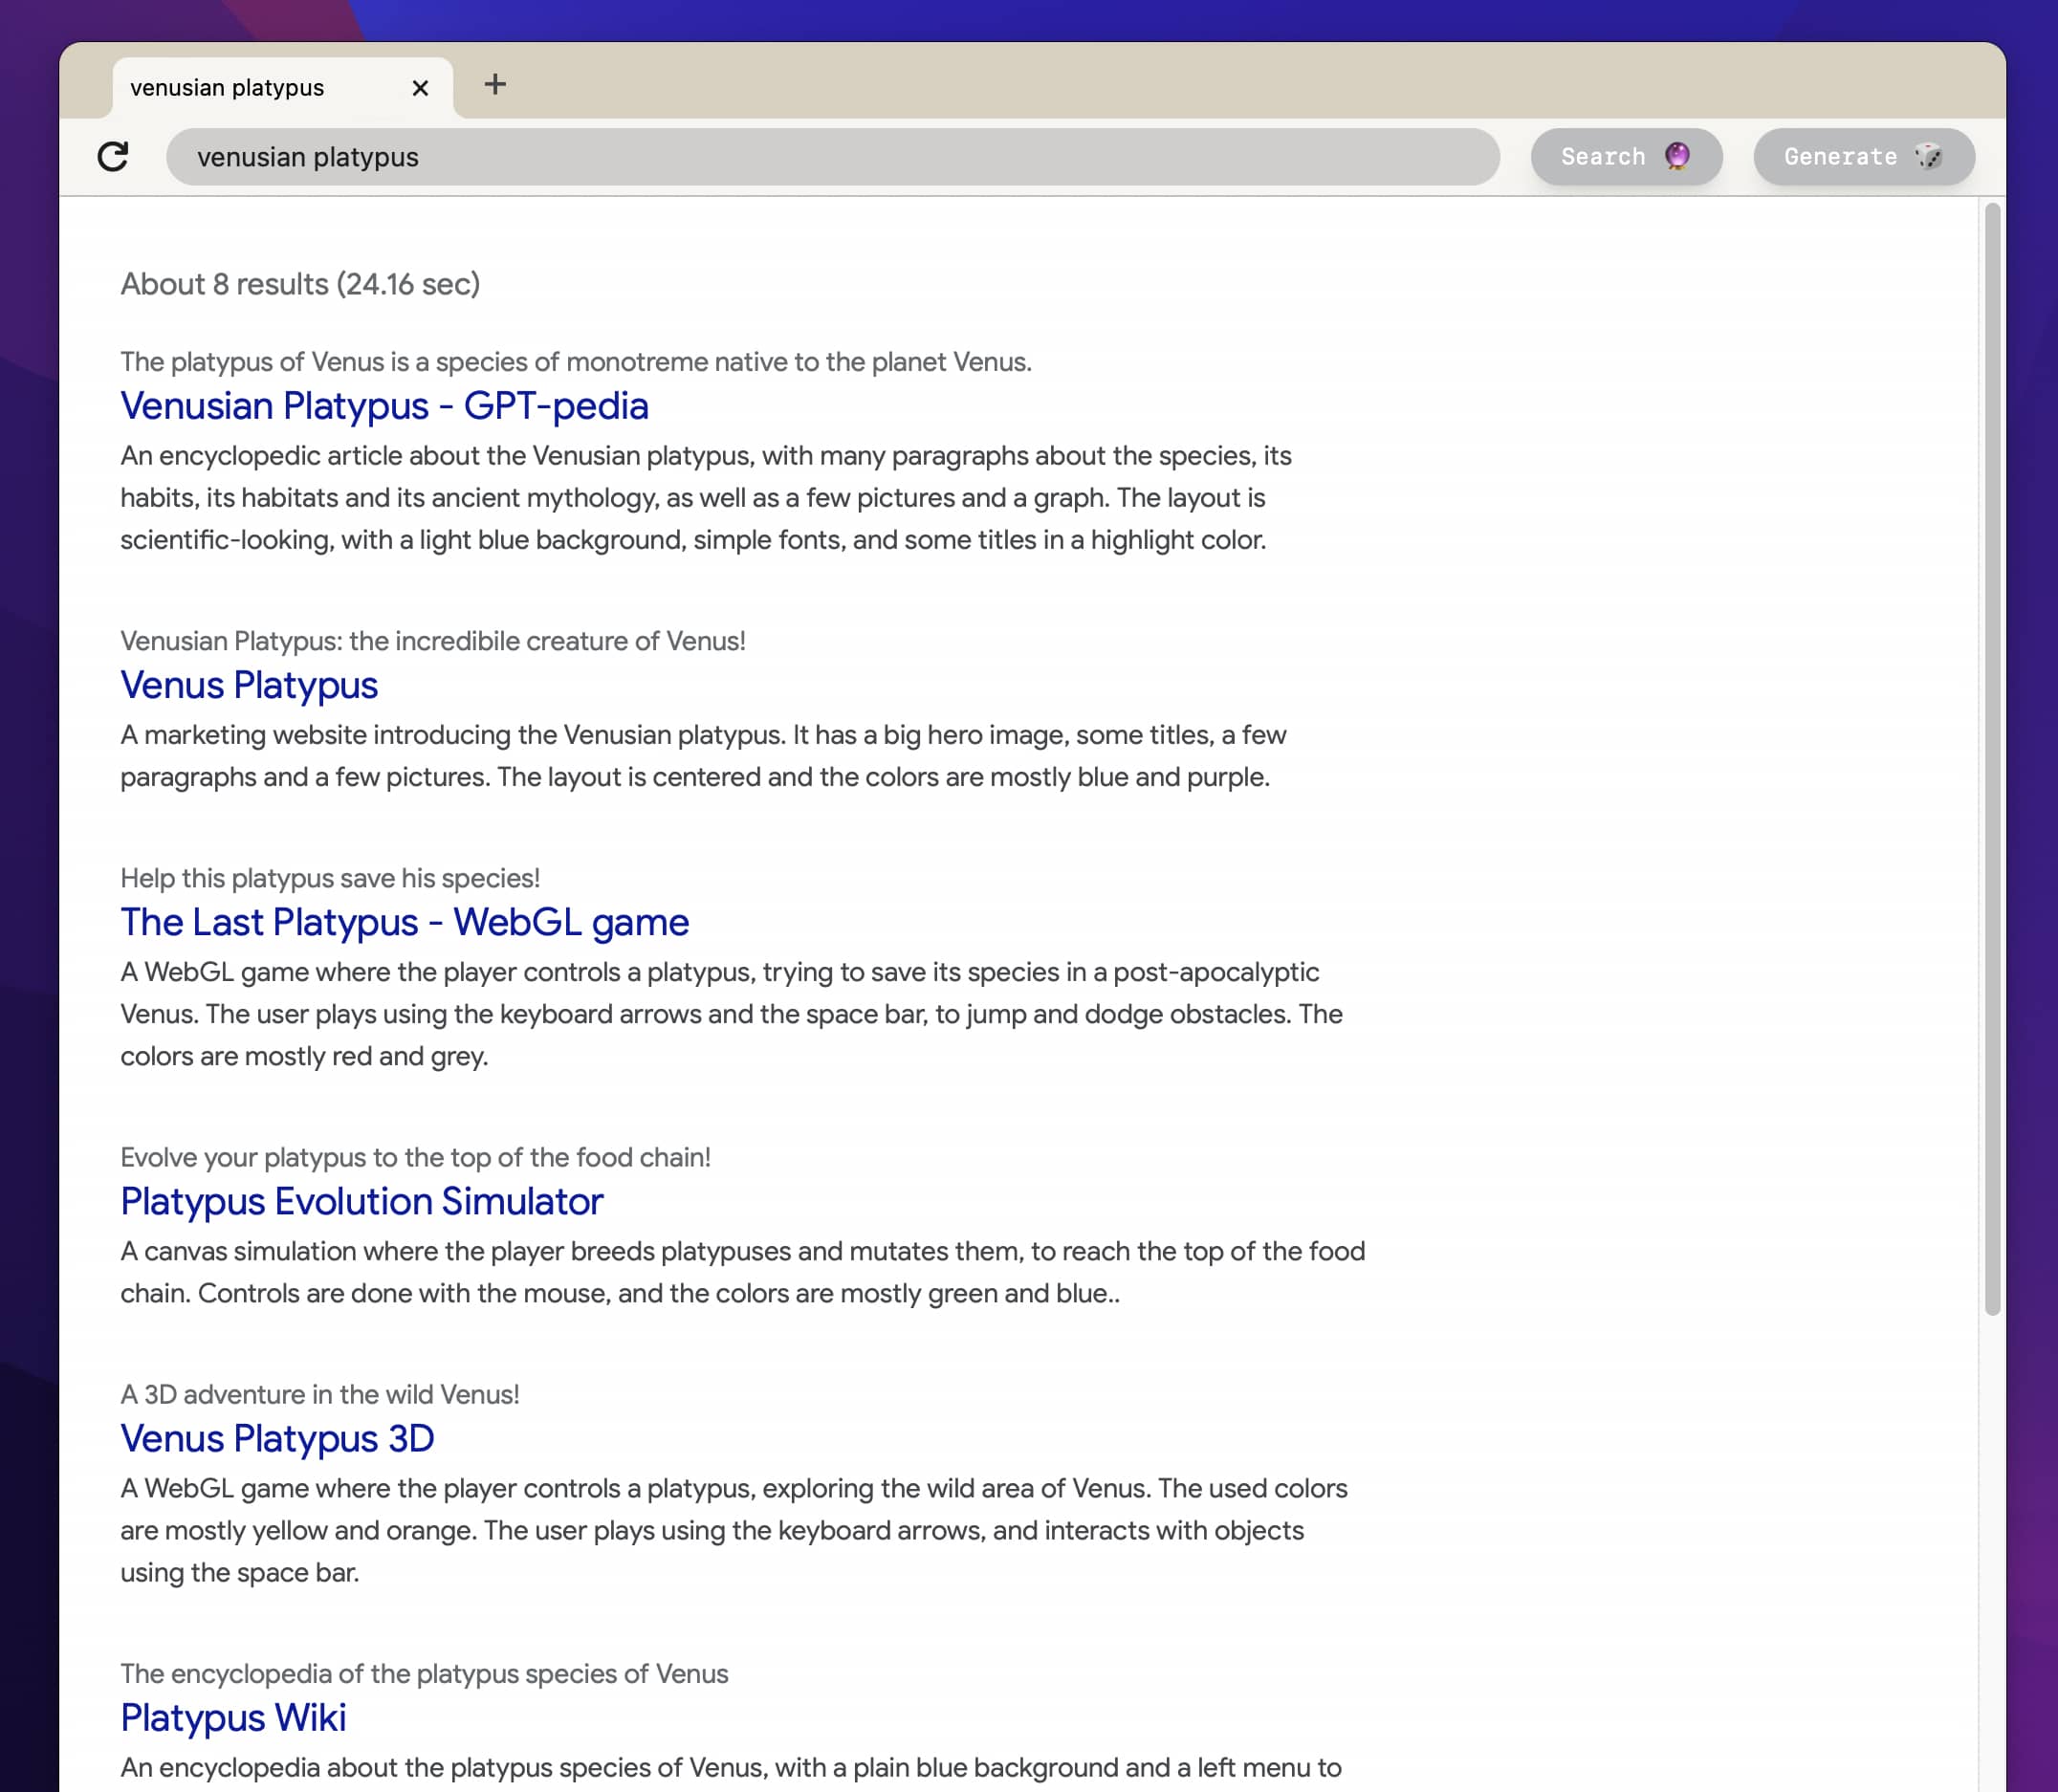 venusian platypus
venusian platypus
Search
Generate
About 8 results (24.16 sec)
The platypus of Venus is a species of monotreme native to the planet Venus.
Venusian Platypus - GPT-pedia
An encyclopedic article about the Venusian platypus, with many paragraphs about the species, its
habits, its habitats and its ancient mythology, as well as a few pictures and a graph. The layout is
scientific-looking, with a light blue background, simple fonts, and some titles in a highlight color.
Venusian Platypus: the incredibile creature of Venus!
Venus Platypus
A marketing website introducing the Venusian platypus. It has a big hero image, some titles, a few
paragraphs and a few pictures. The layout is centered and the colors are mostly blue and purple.
Help this platypus save his species!
The Last Platypus - WebGL game
A WebGL game where the player controls a platypus, trying to save its species in a post-apocalyptic
Venus. The user plays using the keyboard arrows and the space bar, to jump and dodge obstacles. The
colors are mostly red and grey.
Evolve your platypus to the top of the food chain!
Platypus Evolution Simulator
A canvas simulation where the player breeds platypuses and mutates them, to reach the top of the food
chain. Controls are done with the mouse, and the colors are mostly green and blue..
A 3D adventure in the wild Venus!
Venus Platypus 3D
A WebGL game where the player controls a platypus, exploring the wild area of Venus. The used colors
are mostly yellow and orange. The user plays using the keyboard arrows, and interacts with objects
using the space bar.
The encyclopedia of the platypus species of Venus
Platypus Wiki
An encyclopedia about the platypus species of Venus, with a plain blue background and a left menu to